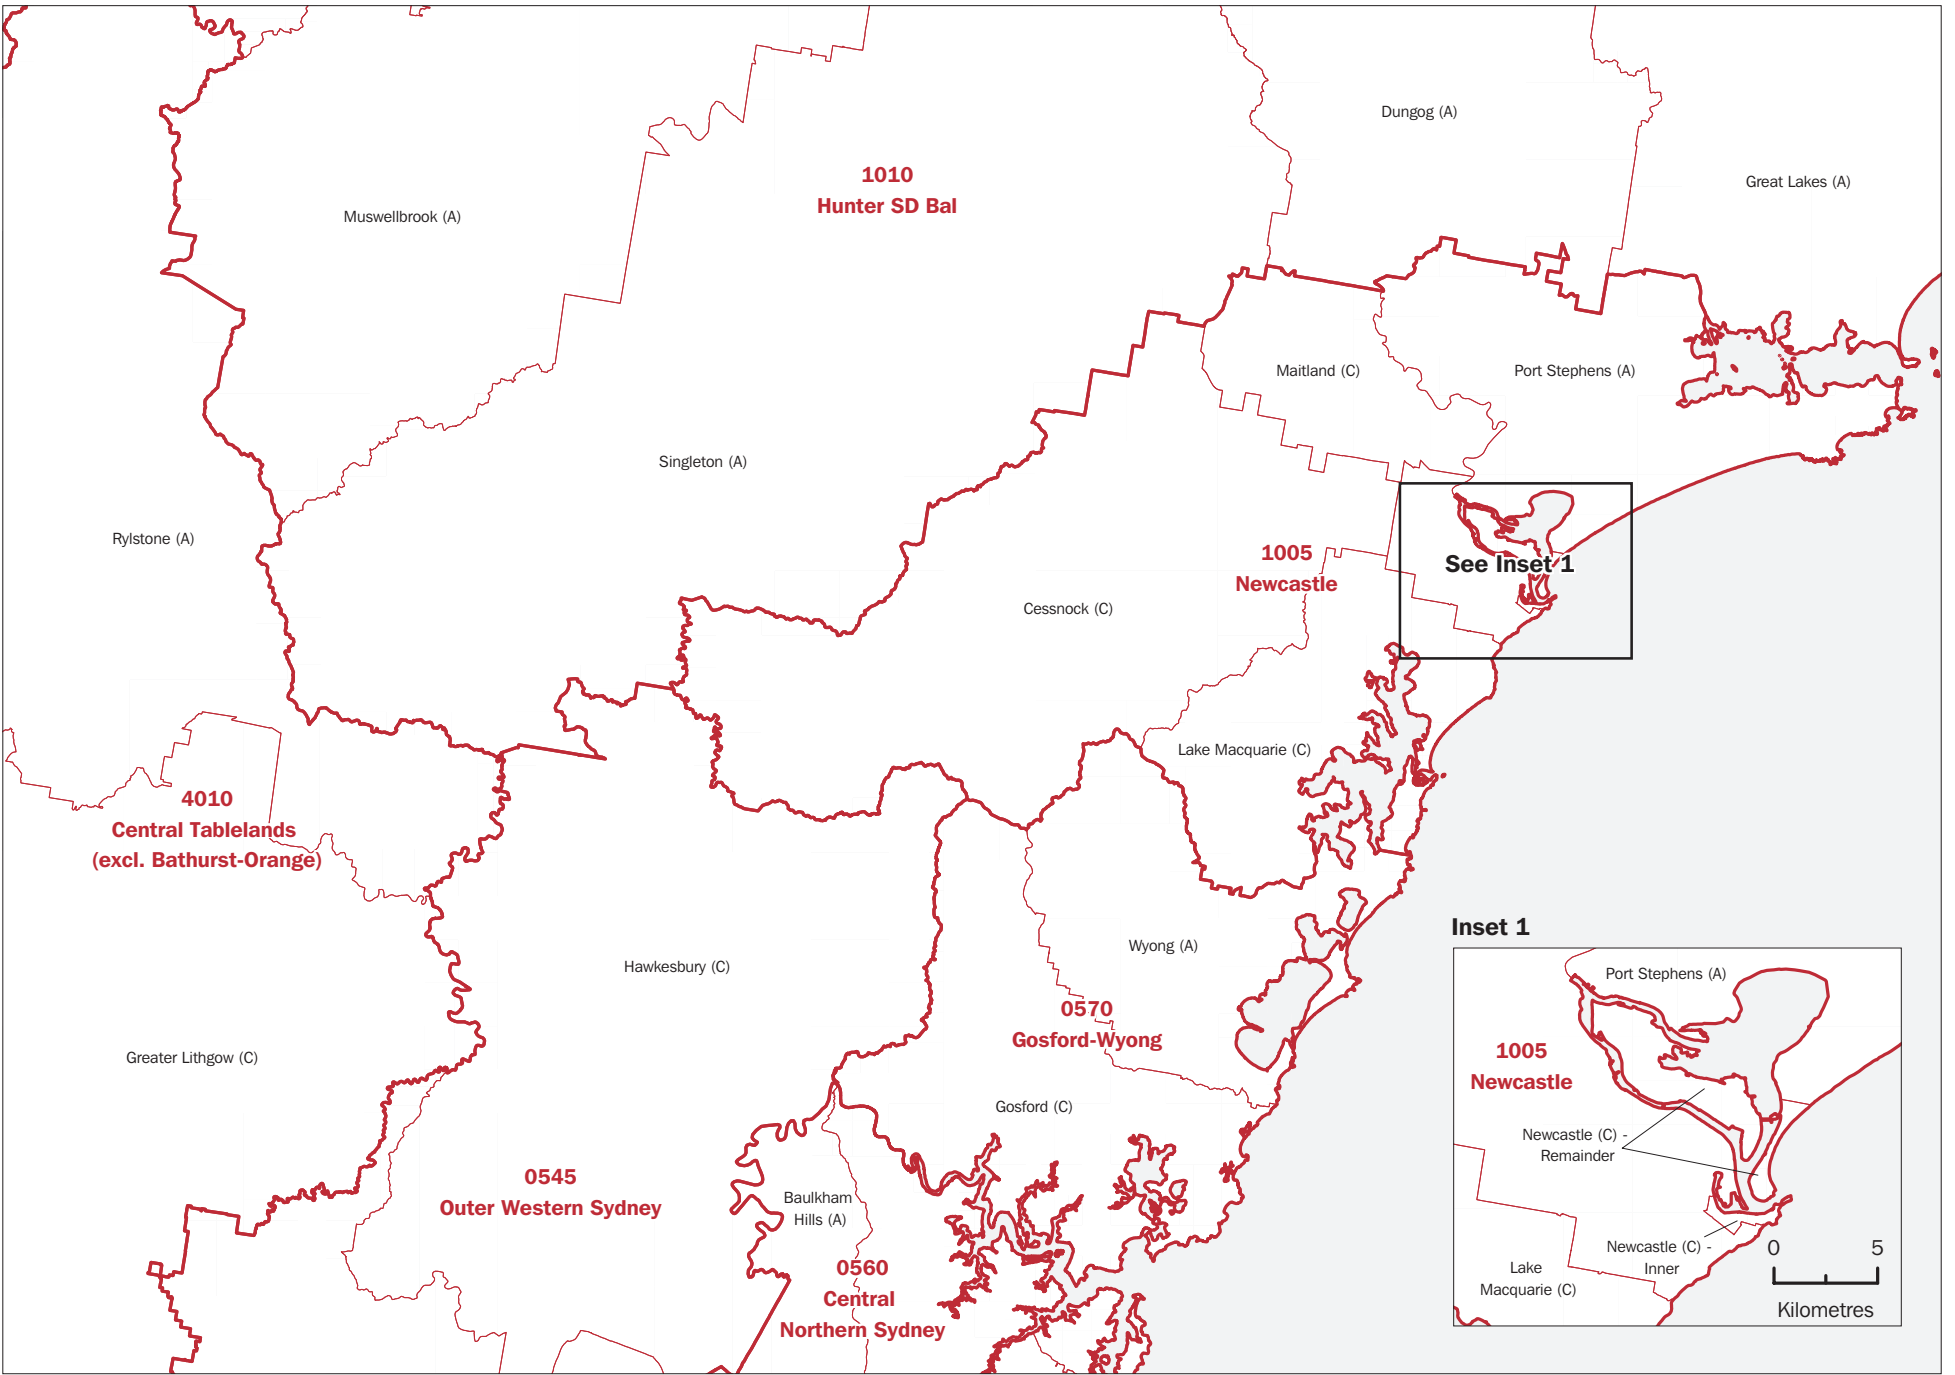 Dungog (A)
1010
Hunter SD Bal
Great Lakes (A)
Muswellbrook (A)
Maitland (C)
Port Stephens (A)
Singleton (A)
Rylstone (A)
1005
Newcastle
See Inset 1
Cessnock (C)
Lake Macquarie (C)
4010
Central Tablelands
(excl. Bathurst-Orange)
Hawkesbury (C)
Wyong (A)
0570
Gosford-Wyong
Greater Lithgow (C)
Gosford (C)
0545
Outer Western Sydney
Baulkham
Hills (A)
0560
Central
Northern Sydney
Inset 1
Port Stephens (A)
1005
Newcastle
Newcastle (C) -
Remainder
Newcastle (C) -
Inner
Lake
Macquarie (C)
0 5
Kilometres